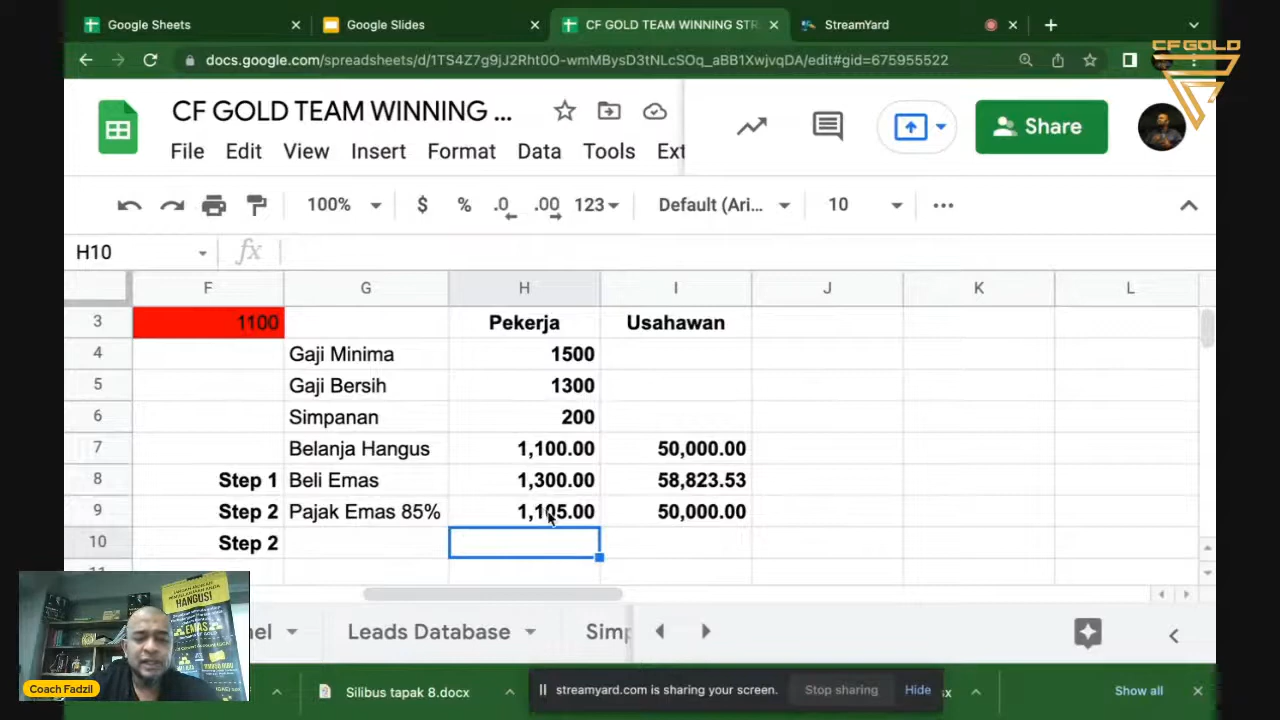 Google Sheets
Google Slides
CF GOLD TEAM WINNING STR
StreamYard
docs.google.com/spreadsheets/d/1TS4Z7g9jJ2Rht0O-wmMBysD3tNLcSOq_aBB1XwjvqDA/edit#gid=675955522
CF GOLD
CF GOLD TEAM WINNING ...
Share
File Edit View Insert Format Data Tools Ext
100% $ % .0 .00 123 Default (Ari... 10 ...
H10 fx
F G H I J K L
3 1100 Pekerja Usahawan
4 Gaji Minima 1500
5 Gaji Bersih 1300
6 Simpanan 200
7 Belanja Hangus 1,100.00 50,000.00
8 Step 1 Beli Emas 1,300.00 58,823.53
9 Step 2 Pajak Emas 85% 1,105.00 50,000.00
10 Step 2
HANGUS!
EMAS
Coach Fadzil
nel Leads Database Simp
Silibus tapak 8.docx
streamyard.com is sharing your screen. Stop sharing Hide
Show all